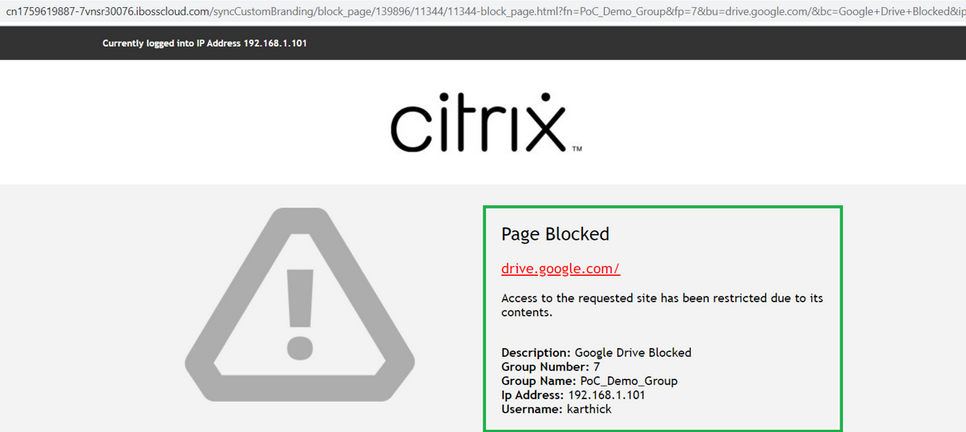 cn1759619887-7vnsr30076.ibosscloud.com/syncCustomBranding/block_page/139896/11344/11344-block_page.html?fn=PoC_Demo_Group&fp=7&bu=drive.google.com/&bc=Google+Drive+Blocked&ip
Currently logged into IP Address 192.168.1.101
citrix™
Page Blocked
drive.google.com/
Access to the requested site has been restricted due to its
contents.
Description: Google Drive Blocked
Group Number: 7
Group Name: PoC_Demo_Group
Ip Address: 192.168.1.101
Username: karthick